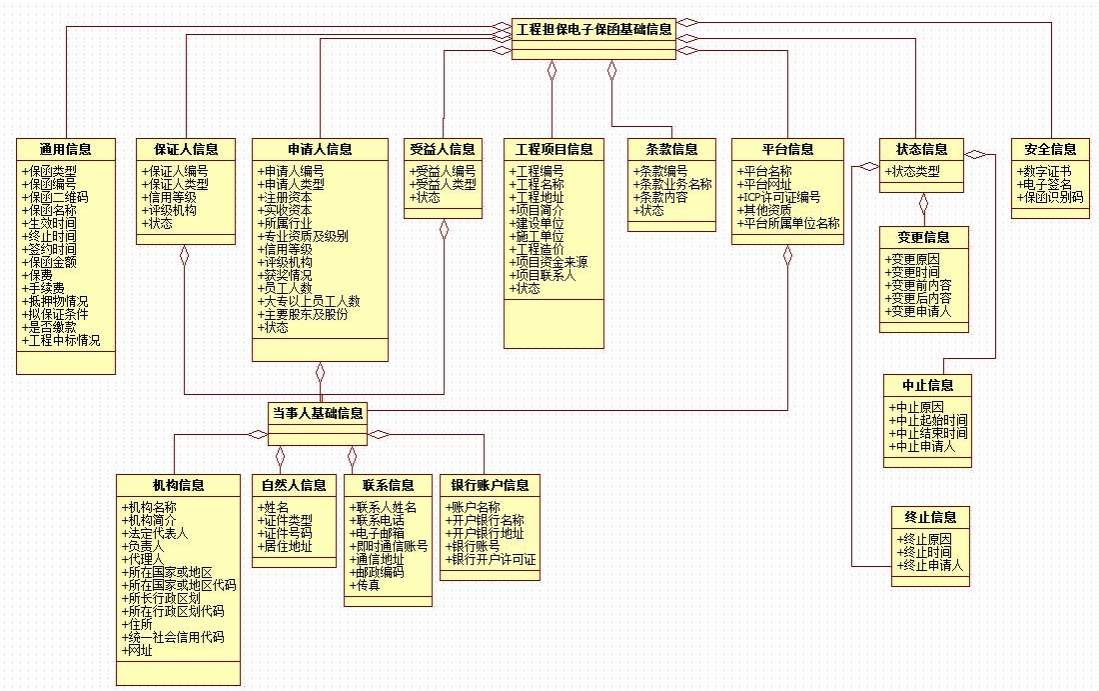 工程担保电子保函基础信息
通用信息
+保函类型
+保函编号
+保函二维码
+保函名称
+生效时间
+终止时间
+签约时间
+保函金额
+保费
+手续费
+抵押物情况
+拟保证条件
+是否缴款
+工程中标情况
保证人信息
+保证人编号
+保证人类型
+信用等级
+评级机构
+状态
申请人信息
+申请人编号
+申请人类型
+注册资本
+实收资本
+所属行业
+专业资质及级别
+信用等级
+评级机构
+获奖情况
+员工人数
+大专以上员工人数
+主要股东及股份
+状态
受益人信息
+受益人编号
+受益人类型
+状态
工程项目信息
+工程编号
+工程名称
+工程地址
+项目简介
+建设单位
+施工单位
+工程造价
+项目资金来源
+项目联系人
+状态
条款信息
+条款编号
+条款业务名称
+条款内容
+状态
平台信息
+平台名称
+平台网址
+ICP许可证编号
+其他资质
+平台所属单位名称
状态信息
+状态类型
安全信息
+数字证书
+电子签名
+保函识别码
变更信息
+变更原因
+变更时间
+变更前内容
+变更后内容
+变更申请人
中止信息
+中止原因
+中止起始时间
+中止结束时间
+中止申请人
终止信息
+终止原因
+终止时间
+终止申请人
当事人基础信息
机构信息
+机构名称
+机构简介
+法定代表人
+负责人
+代理人
+所在国家或地区
+所在国家或地区代码
+所长行政区划
+所在行政区划代码
+住所
+统一社会信用代码
+网址
自然人信息
+姓名
+证件类型
+证件号码
+居住地址
联系信息
+联系人姓名
+联系电话
+电子邮箱
+即时通信账号
+通信地址
+邮政编码
+传真
银行账户信息
+账户名称
+开户银行名称
+开户银行地址
+银行账号
+银行开户许可证